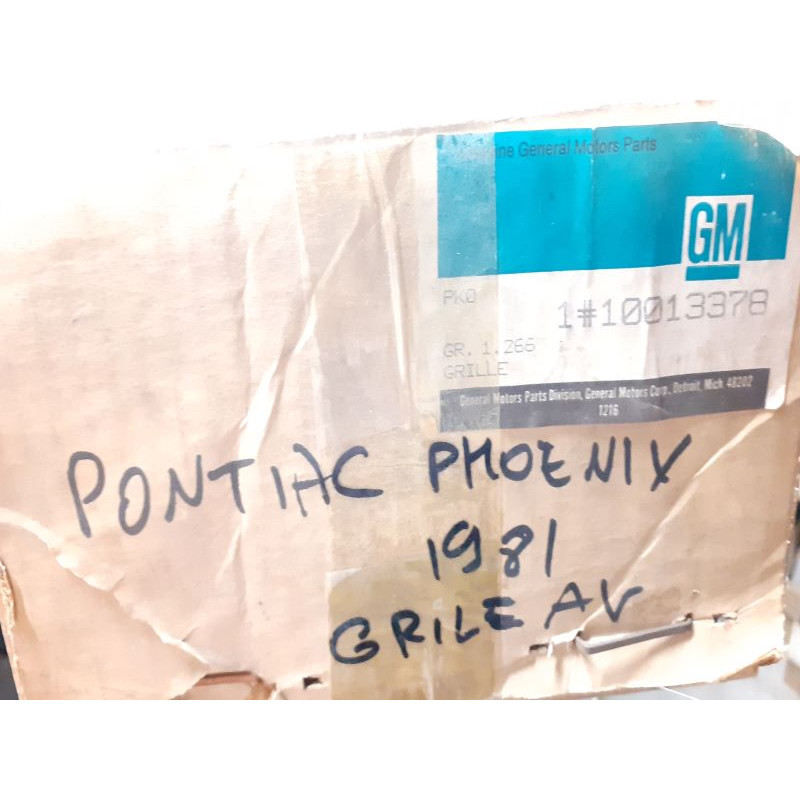 Genuine General Motors Parts
GM
PKO
1#10013378
GR. 1.266
GRILLE
General Motors Parts Division, General Motors Corp., Detroit, Mich 48202
1216
PONTIAC PHOENIX
1981
GRILE AV